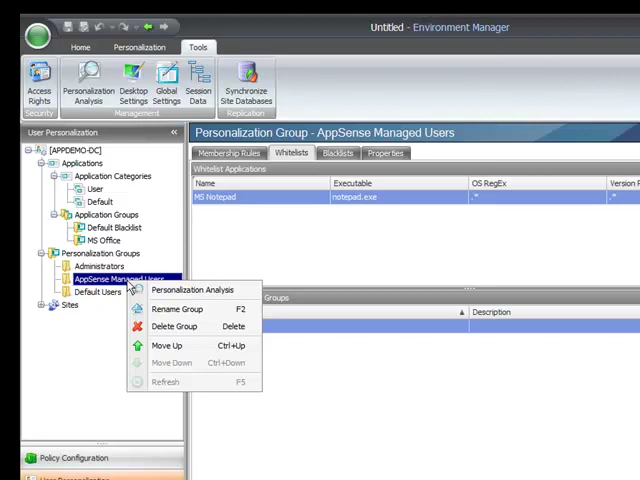 Untitled - Environment Manager
Home Personalization Tools
Access Rights
Personalization Analysis
Desktop Settings
Global Settings
Session Data
Synchronize Site Databases
Security Management Replication
User Personalization «
[APPDEMO-DC]
Applications
Application Categories
User
Default
Application Groups
Default Blacklist
MS Office
Personalization Groups
Administrators
AppSense Managed Users
Default Users
Sites
Policy Configuration
User Personalization
Personalization Group - AppSense Managed Users
Membership Rules Whitelists Blacklists Properties
Whitelist Applications
Name Executable OS RegEx Version
MS Notepad notepad.exe .* .*
Groups
Description
Personalization Analysis
Rename Group F2
Delete Group Delete
Move Up Ctrl+Up
Move Down Ctrl+Down
Refresh F5